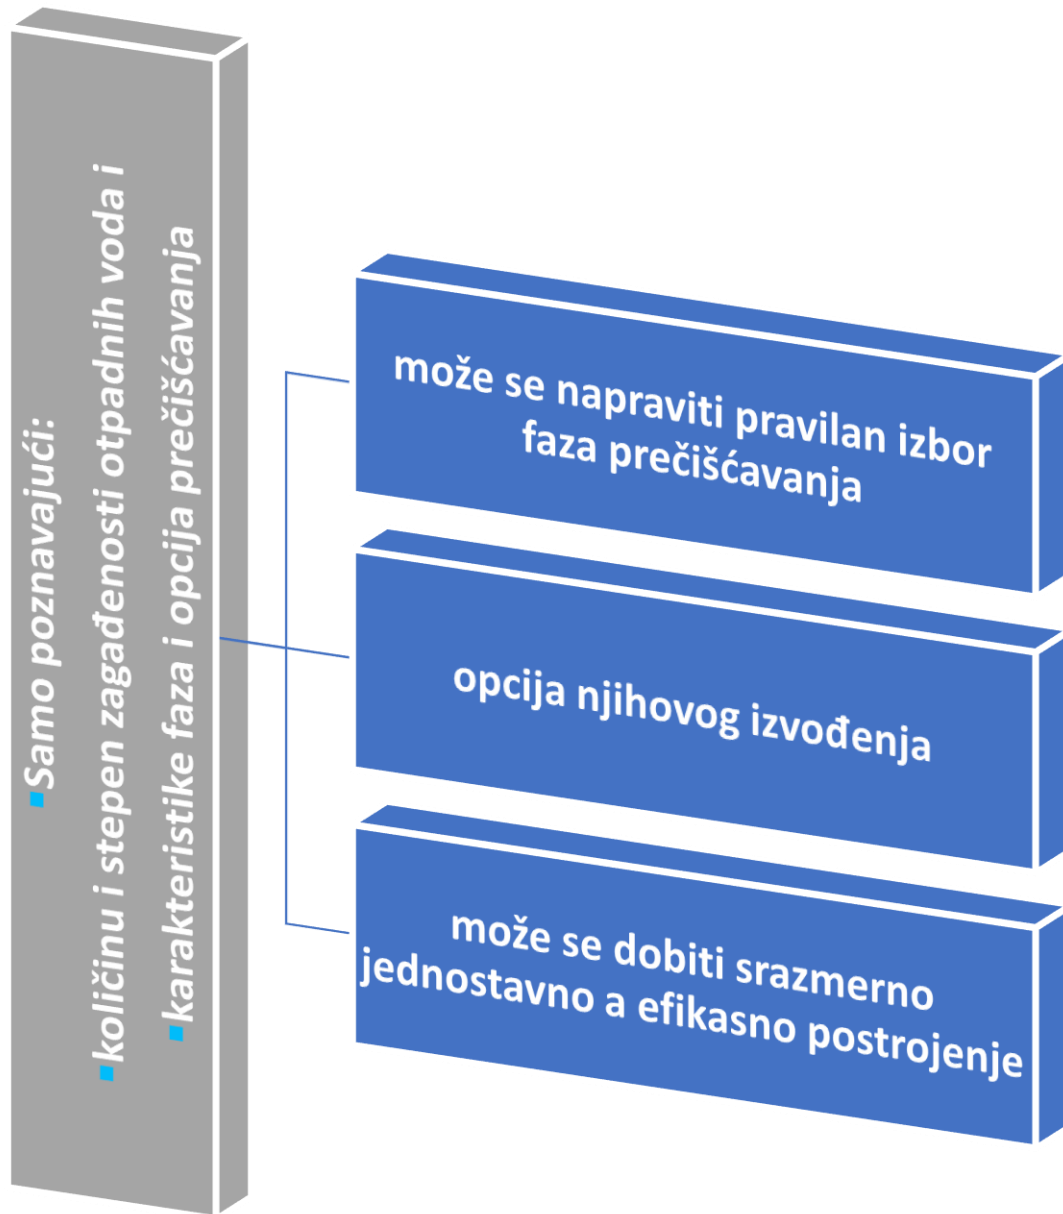 ▪Samo poznavajući:
▪količinu i stepen zagađenosti otpadnih voda i
▪karakteristike faza i opcija prečišćavanja
može se napraviti pravilan izbor
faza prečišćavanja
opcija njihovog izvođenja
može se dobiti srazmerno
jednostavno a efikasno postrojenje